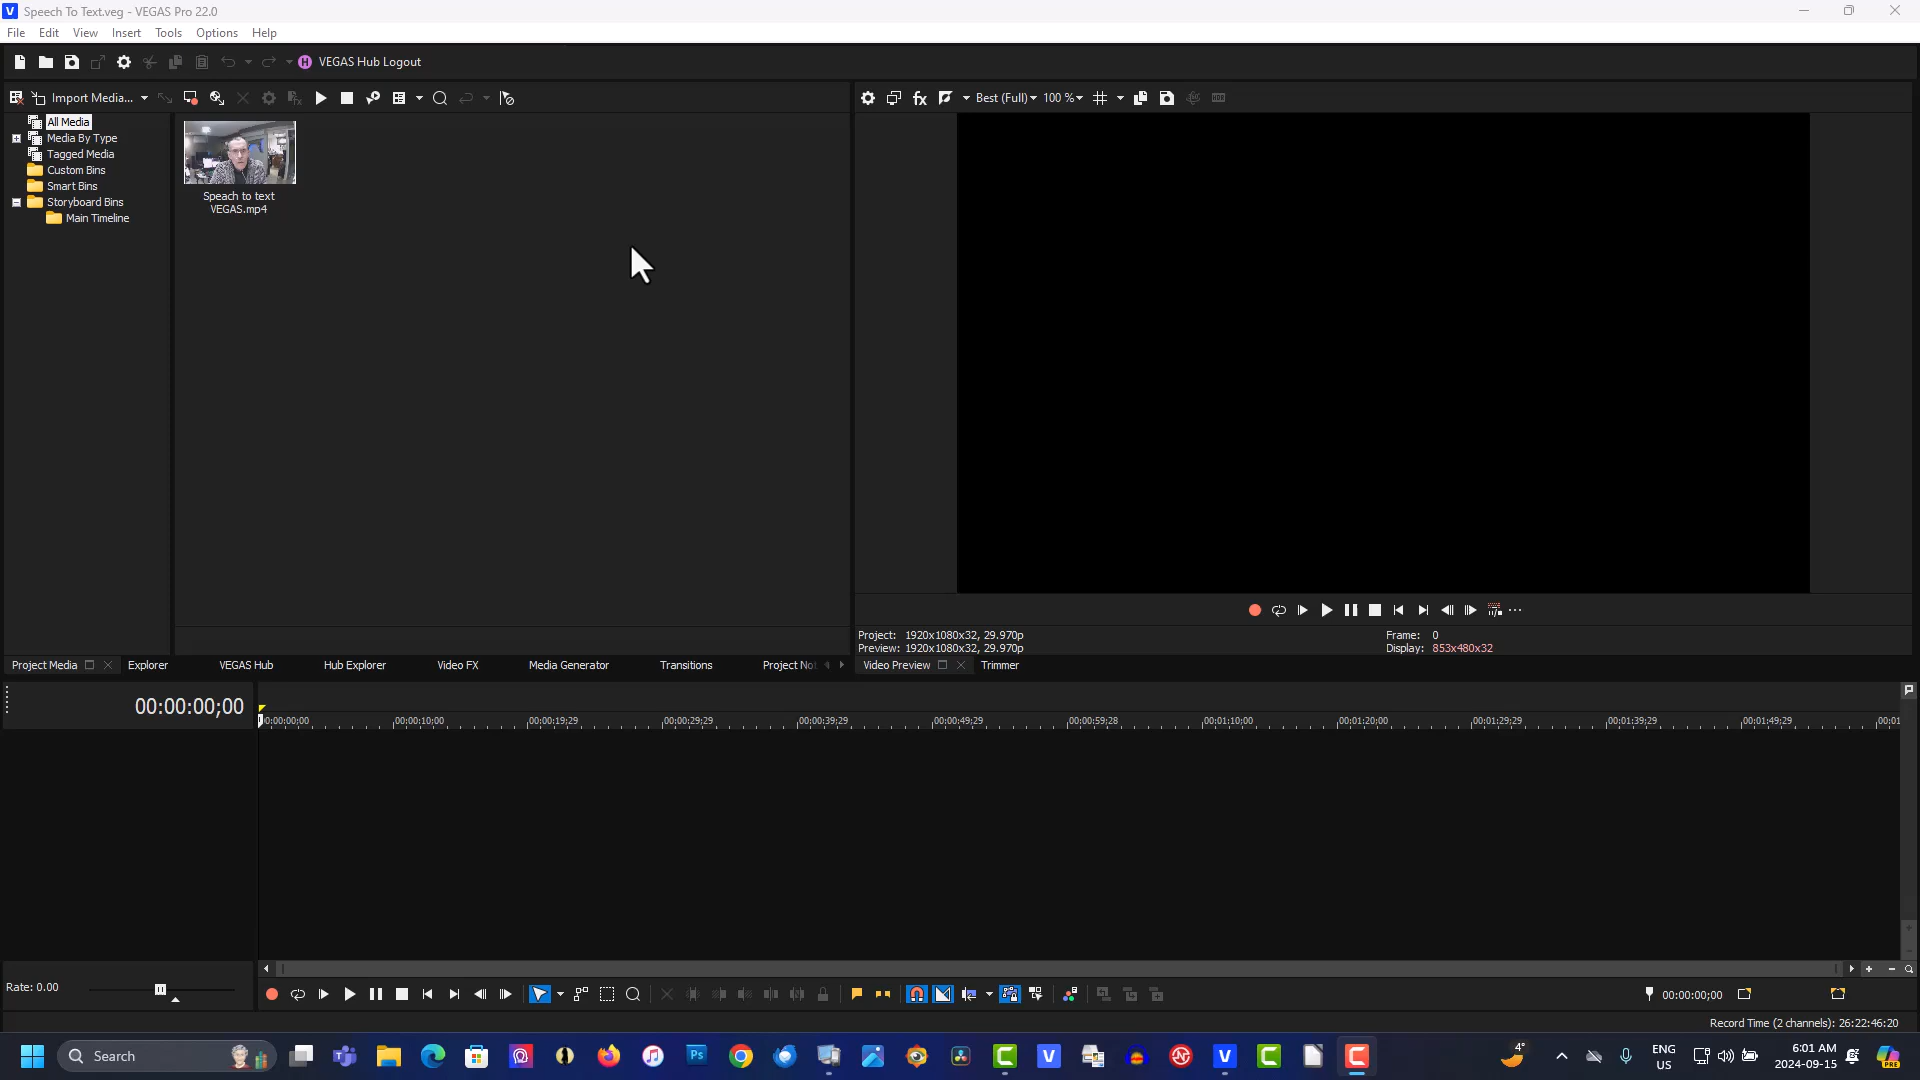 Speech To Text.veg - VEGAS Pro 22.0
File Edit View Insert Tools Options Help
VEGAS Hub Logout
Import Media...
Best (Full) 100 %
All Media
Media By Type
Tagged Media
Custom Bins
Smart Bins
Storyboard Bins
Main Timeline
Speach to text
VEGAS.mp4
Project: 1920x1080x32, 29.970p
Preview: 1920x1080x32, 29.970p
Frame: 0
Display: 853x480x32
Project Media Explorer VEGAS Hub Hub Explorer Video FX Media Generator Transitions Project Not
Video Preview Trimmer
00:00:00;00
0:00:00;00 00:00:10;00 00:00:19;29 00:00:29;29 00:00:39;29 00:00:49;29 00:00:59;28 00:01:10;00 00:01:20;00 00:01:29;29 00:01:39;29 00:01:49;29 00:01
Rate: 0.00
00:00:00;00
Record Time (2 channels): 26:22:46:20
Search
Ps
4°
ENG
US
6:01 AM
2024-09-15
PRE